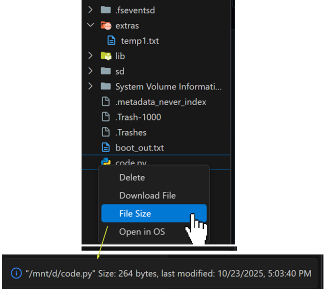 .fseventsd
extras
temp1.txt
lib
sd
System Volume Informati...
.metadata_never_index
.Trash-1000
.Trashes
boot_out.txt
code.py
Delete
Download File
File Size
Open in OS
"/mnt/d/code.py" Size: 264 bytes, last modified: 10/23/2025, 5:03:40 PM